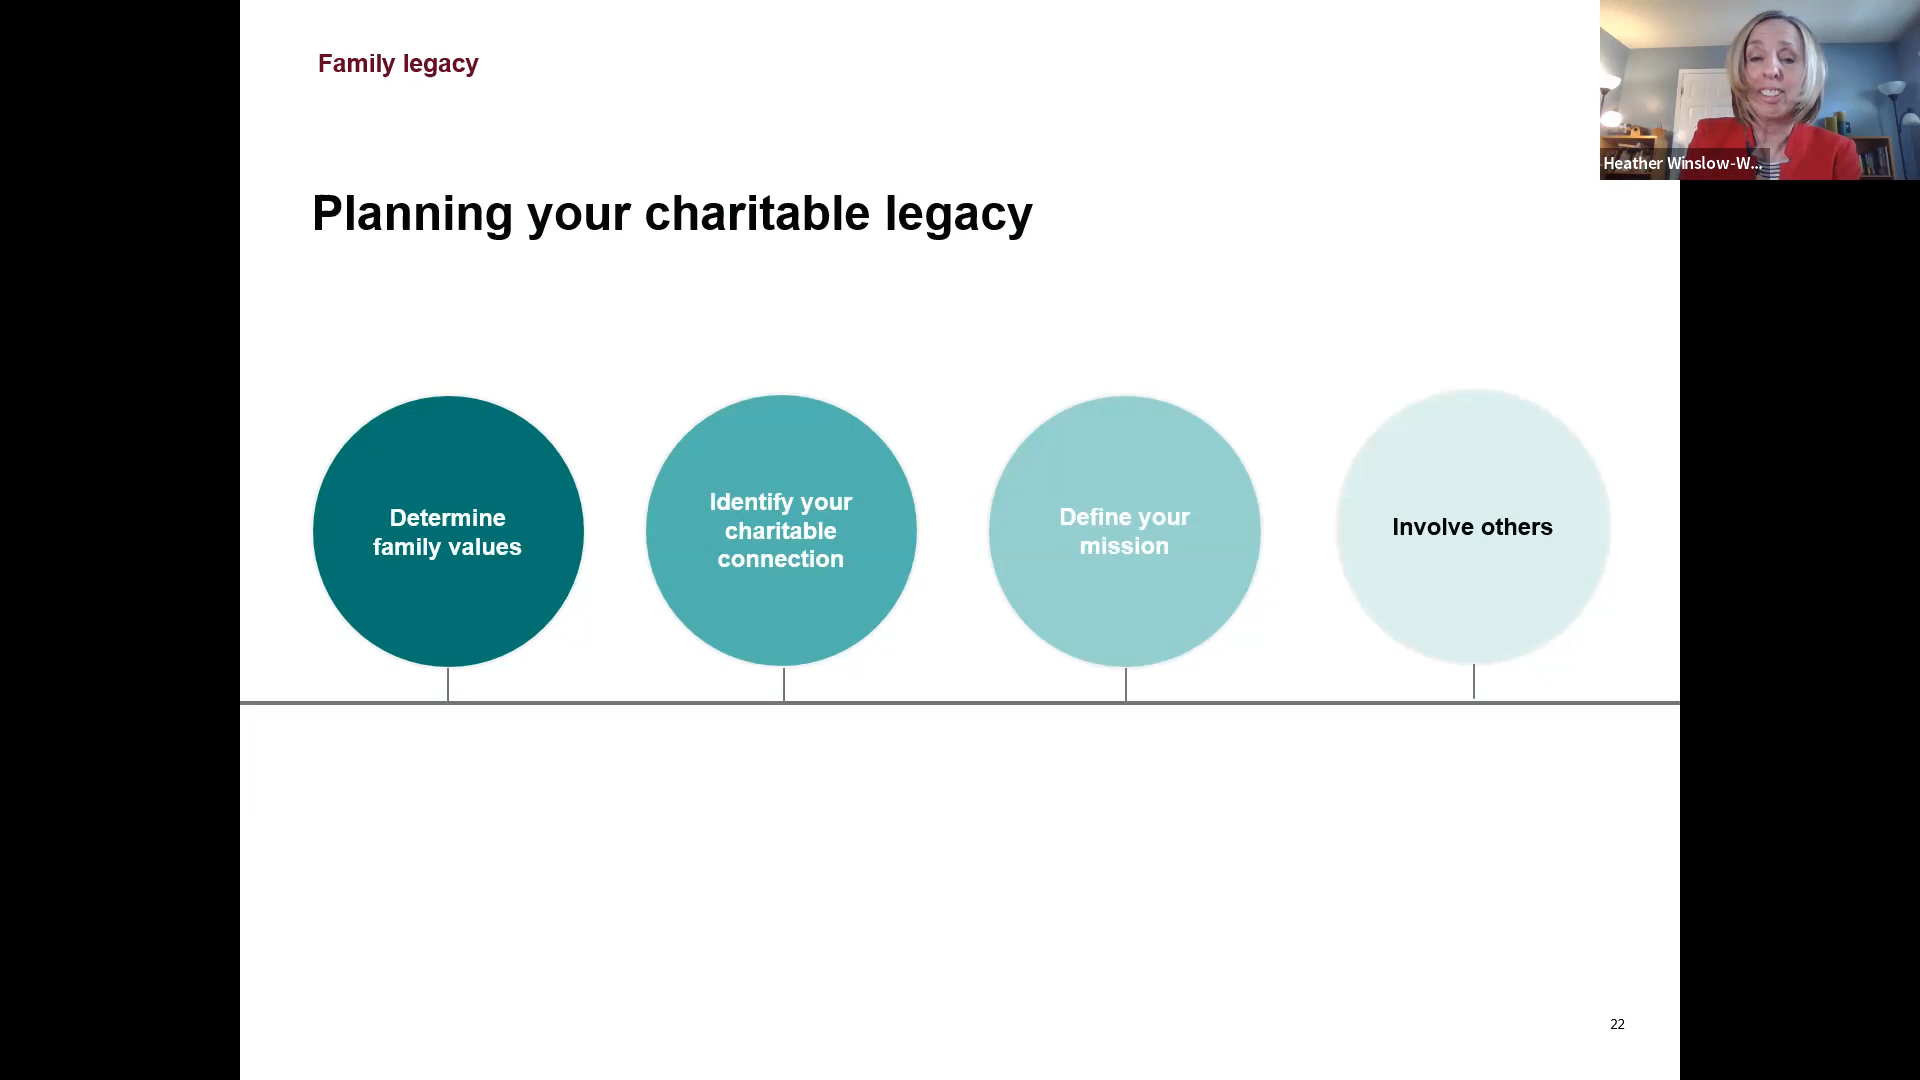 Family legacy
Heather Winslow-W...
Planning your charitable legacy
Determine
family values
Identify your
charitable
connection
Define your
mission
Involve others
22